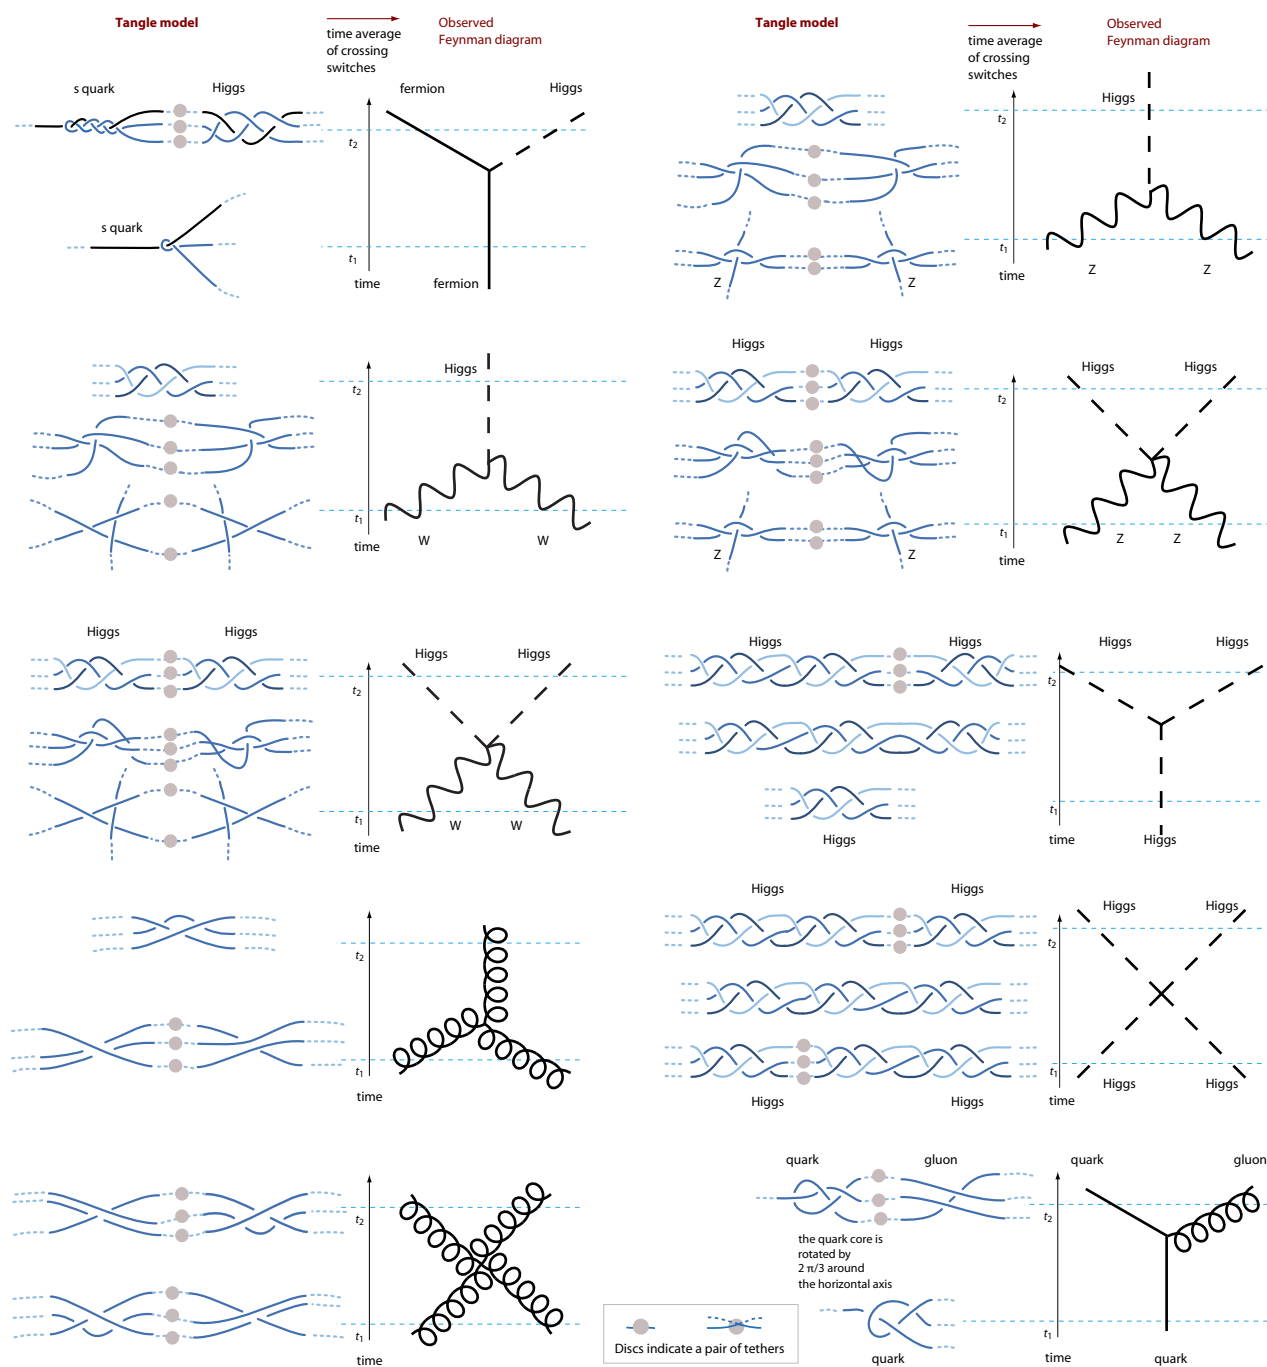 Tangle model
time average
of crossing
switches
Observed
Feynman diagram
s quark
Higgs
s quark
fermion
Higgs
t2
t1
time
fermion
Tangle model
time average
of crossing
switches
Observed
Feynman diagram
Z
Z
Higgs
t2
t1
time
Z
Z
Higgs
t2
t1
time
W
W
Higgs
Higgs
Z
Z
Higgs
Higgs
t2
t1
time
Z
Z
Higgs
Higgs
Higgs
Higgs
t2
t1
time
W
W
Higgs
Higgs
Higgs
Higgs
Higgs
t2
t1
time
Higgs
t2
t1
time
Higgs
Higgs
Higgs
Higgs
Higgs
Higgs
t2
t1
time
Higgs
Higgs
t2
t1
time
quark
gluon
the quark core is
rotated by
2 π/3 around
the horizontal axis
quark
quark
gluon
t2
t1
time
quark
Discs indicate a pair of tethers